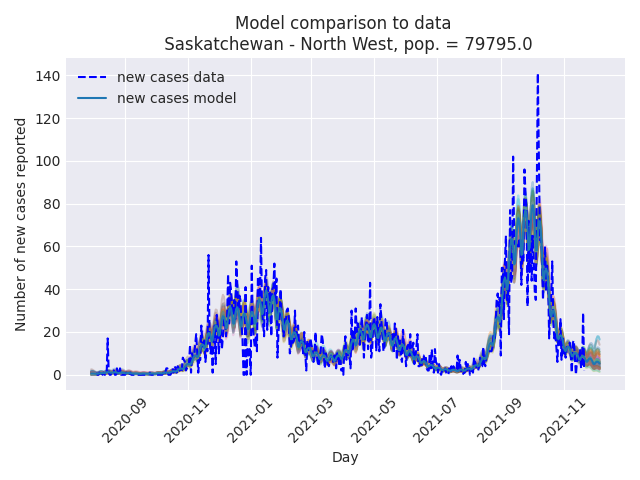 Model comparison to data
Saskatchewan - North West, pop. = 79795.0
new cases data
new cases model
Number of new cases reported
140
120
100
80
60
40
20
0
2020-09
2020-11
2021-01
2021-03
2021-05
2021-07
2021-09
2021-11
Day